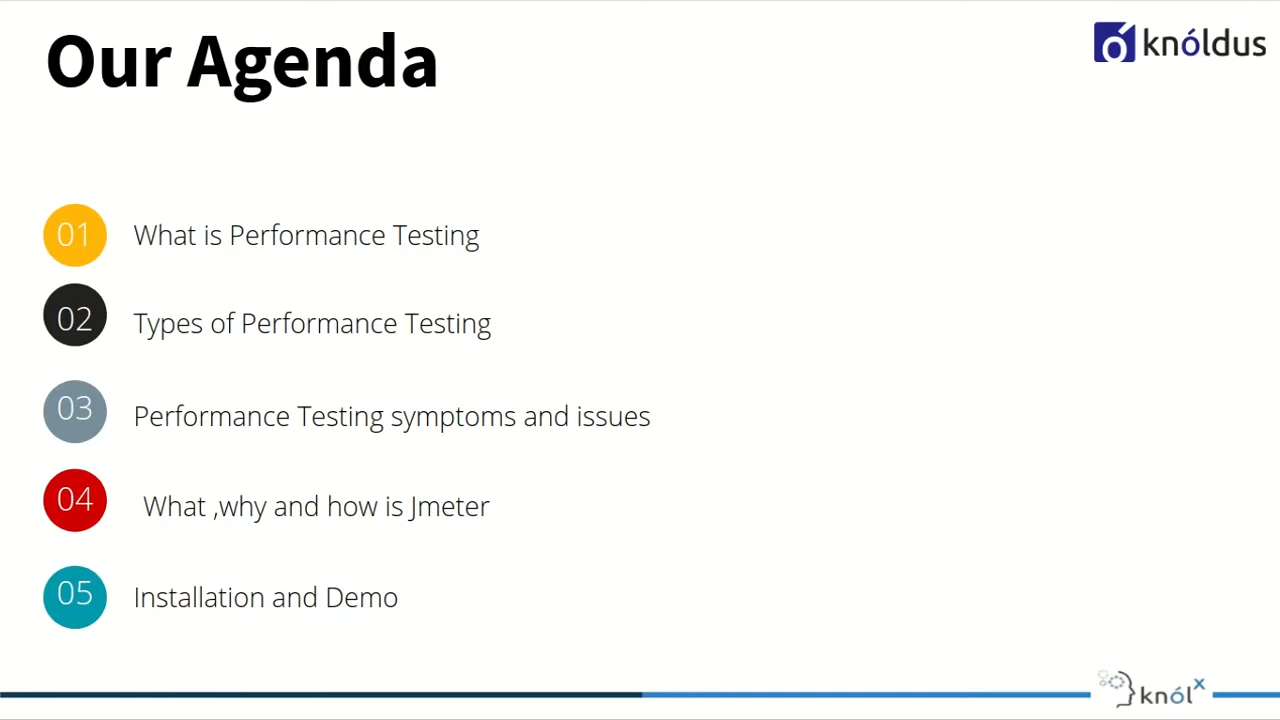 Our Agenda
knóldus
01 What is Performance Testing
02 Types of Performance Testing
03 Performance Testing symptoms and issues
04 What ,why and how is Jmeter
05 Installation and Demo
knólx